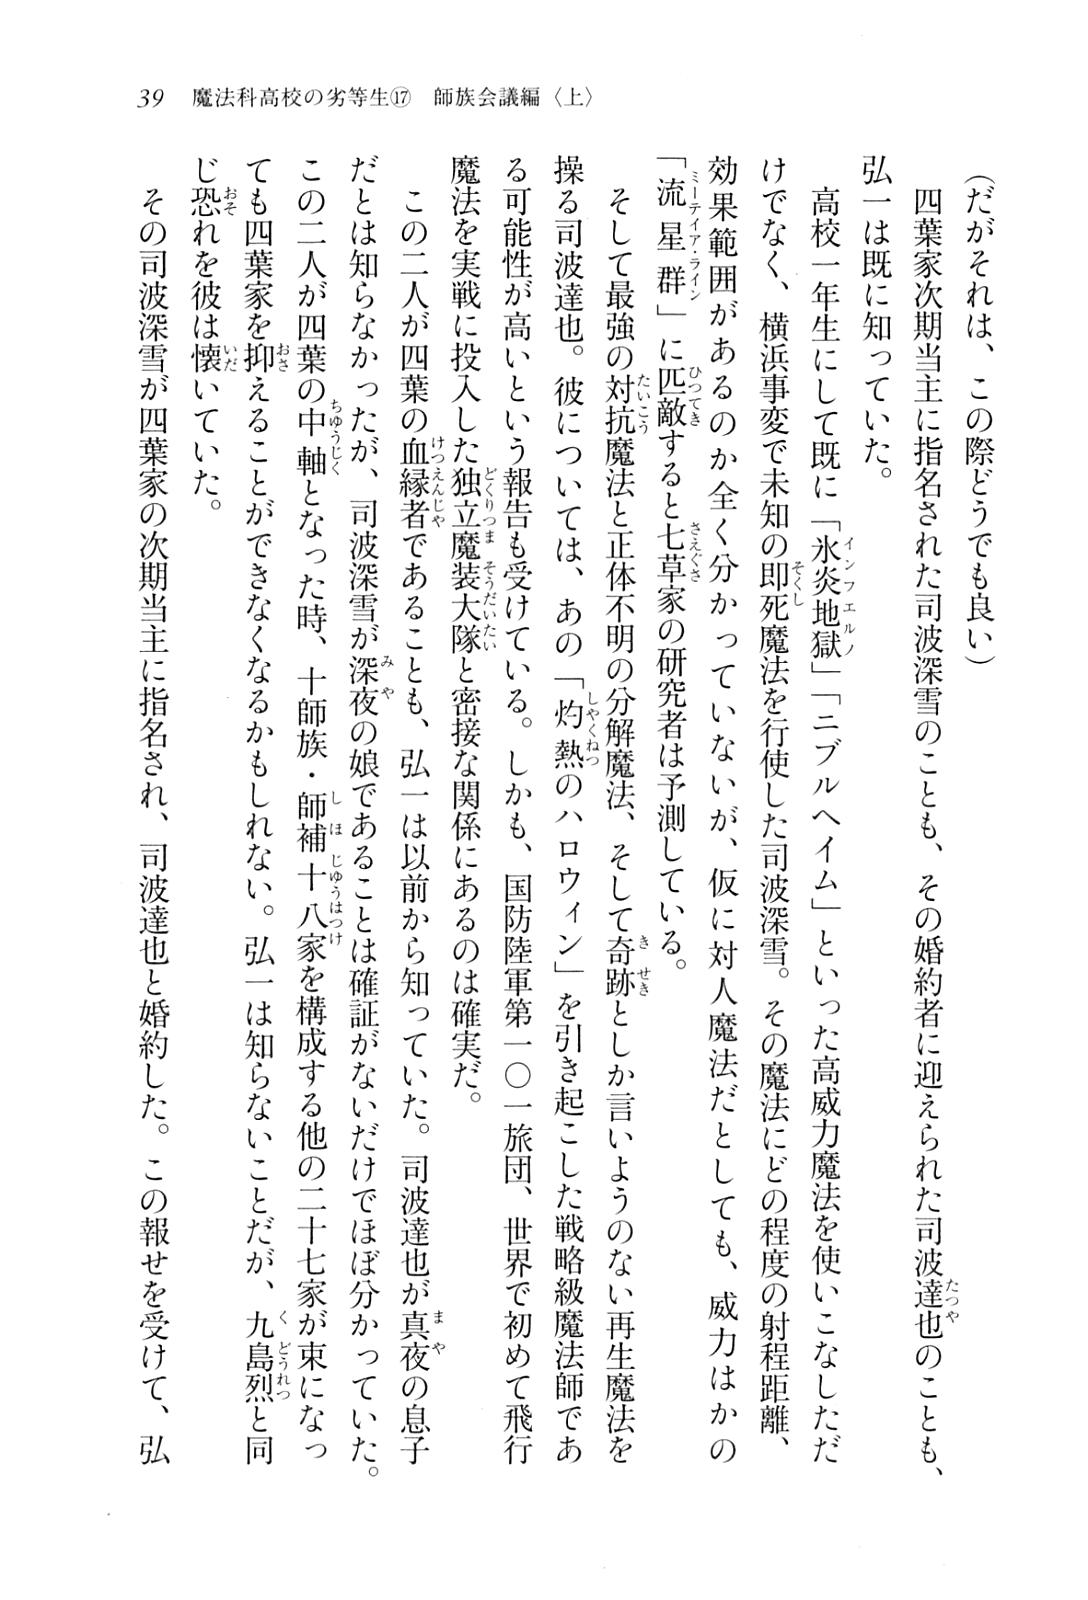 39　魔法科高校の劣等生⑰　師族会議編〈上〉
（だがそれは、この際どうでも良い）
　四葉家次期当主に指名された司波深雪のことも、その婚約者に迎えられた司波達也のことも、
弘一は既に知っていた。
　高校一年生にして既に「氷炎地獄」「ニブルヘイム」といった高威力魔法を使いこなしただ
けでなく、横浜事変で未知の即死魔法を行使した司波深雪。その魔法にどの程度の射程距離、
効果範囲があるのか全く分かっていないが、仮に対人魔法だとしても、威力はかの
「流星群」に匹敵すると七草家の研究者は予測している。
　そして最強の対抗魔法と正体不明の分解魔法、そして奇跡としか言いようのない再生魔法を
操る司波達也。彼については、あの「灼熱のハロウィン」を引き起こした戦略級魔法師であ
る可能性が高いという報告も受けている。しかも、国防陸軍第一〇一旅団、世界で初めて飛行
魔法を実戦に投入した独立魔装大隊と密接な関係にあるのは確実だ。
　この二人が四葉の血縁者であることも、弘一は以前から知っていた。司波達也が真夜の息子
だとは知らなかったが、司波深雪が深夜の娘であることは確証がないだけでほぼ分かっていた。
この二人が四葉の中軸となった時、十師族・師補十八家を構成する他の二十七家が束になっ
ても四葉家を抑えることができなくなるかもしれない。弘一は知らないことだが、九島烈と同
じ恐れを彼は懐いていた。
　その司波深雪が四葉家の次期当主に指名され、司波達也と婚約した。この報せを受けて、弘